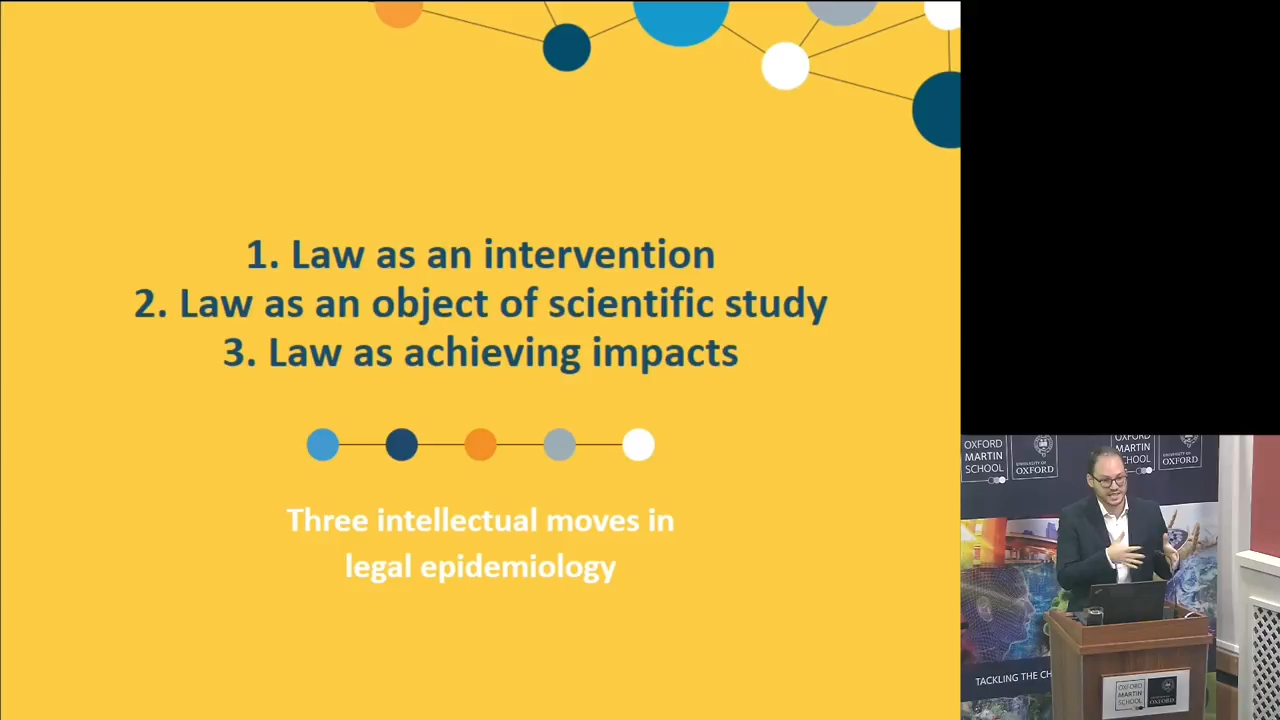 1. Law as an intervention
2. Law as an object of scientific study
3. Law as achieving impacts
Three intellectual moves in
legal epidemiology
OXFORD
MARTIN
SCHOOL
UNIVERSITY OF
OXFORD
OXFORD
MARTIN
SCHOOL
UNIVERSITY OF
OXFORD
TACKLING THE CH
OXFORD
MARTIN
SCHOOL
OXFORD